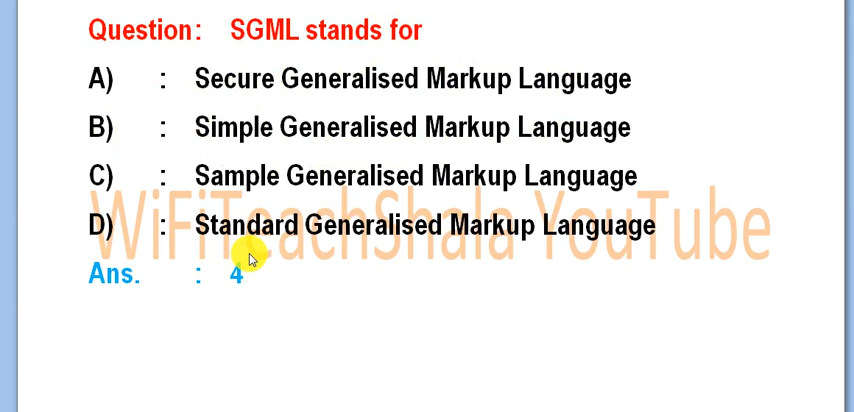 Question: SGML stands for
A) : Secure Generalised Markup Language
B) : Simple Generalised Markup Language
C) : Sample Generalised Markup Language
D) : Standard Generalised Markup Language
WiFiTeachShala YouTube
Ans. : 4